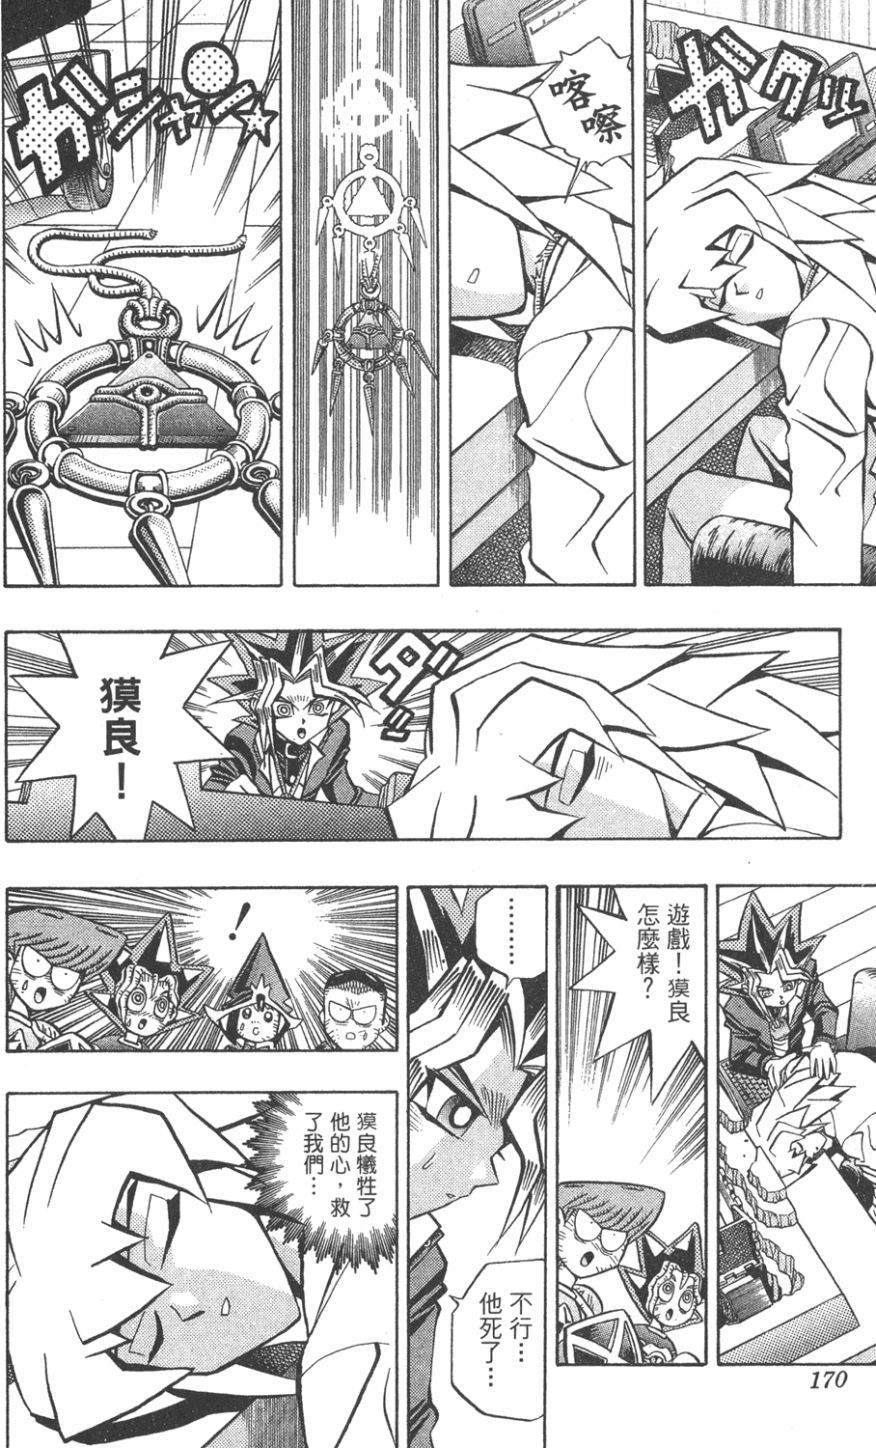 ガクッ
喀嚓
ガシャン
ダッ
獏良！
遊戲！獏良
怎麼樣？
……
不行…
他死了…
！
獏良犧牲了
他的心，救
了我們…
170